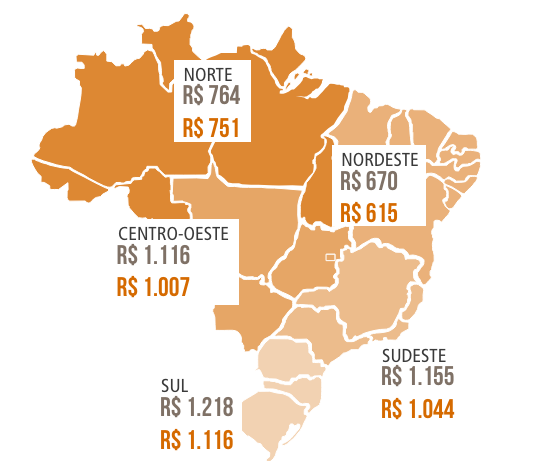 NORTE
R$ 764
R$ 751
NORDESTE
R$ 670
R$ 615
CENTRO-OESTE
R$ 1.116
R$ 1.007
SUDESTE
R$ 1.155
R$ 1.044
SUL
R$ 1.218
R$ 1.116